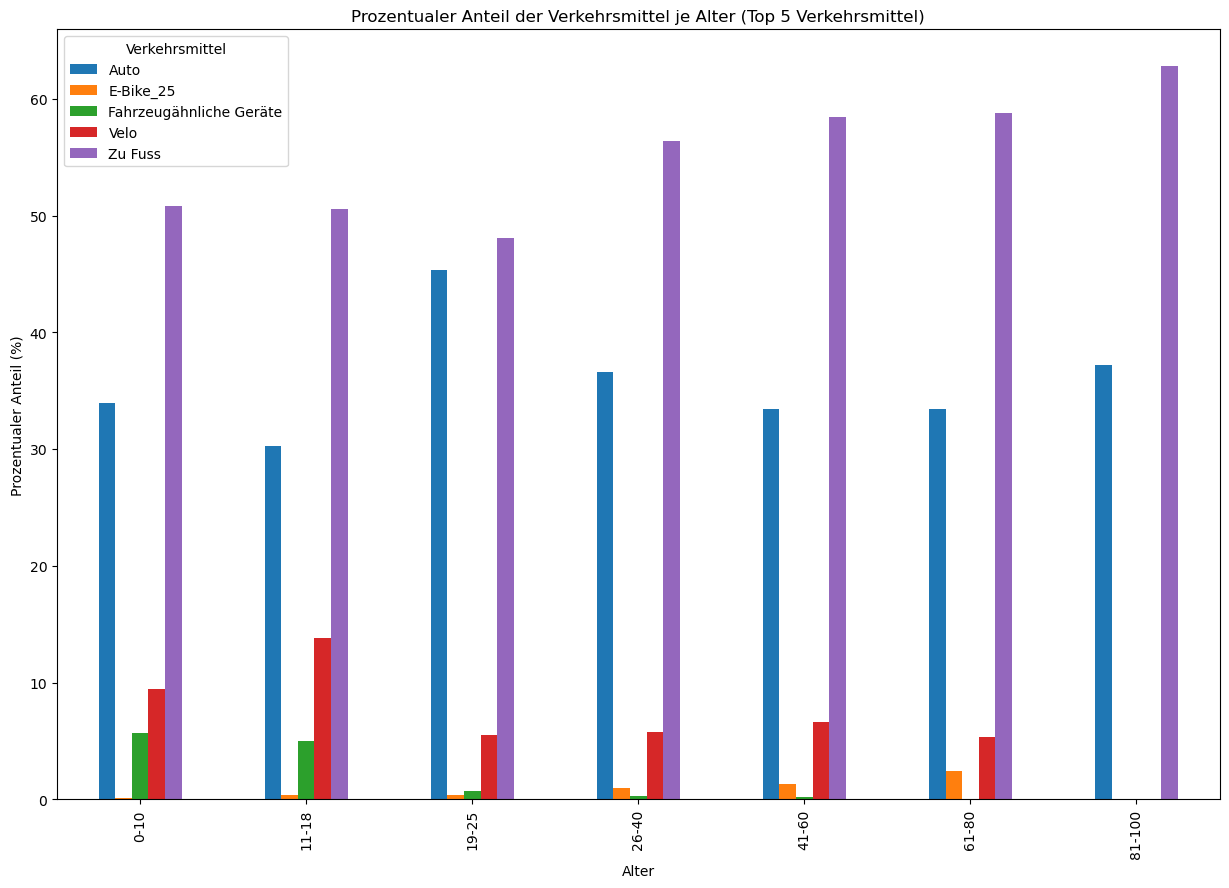 Prozentualer Anteil der Verkehrsmittel je Alter (Top 5 Verkehrsmittel)
Verkehrsmittel
Auto
E-Bike_25
Fahrzeugähnliche Geräte
Velo
Zu Fuss
Prozentualer Anteil (%)
60
50
40
30
20
10
0
0-10
11-18
19-25
26-40
41-60
61-80
81-100
Alter